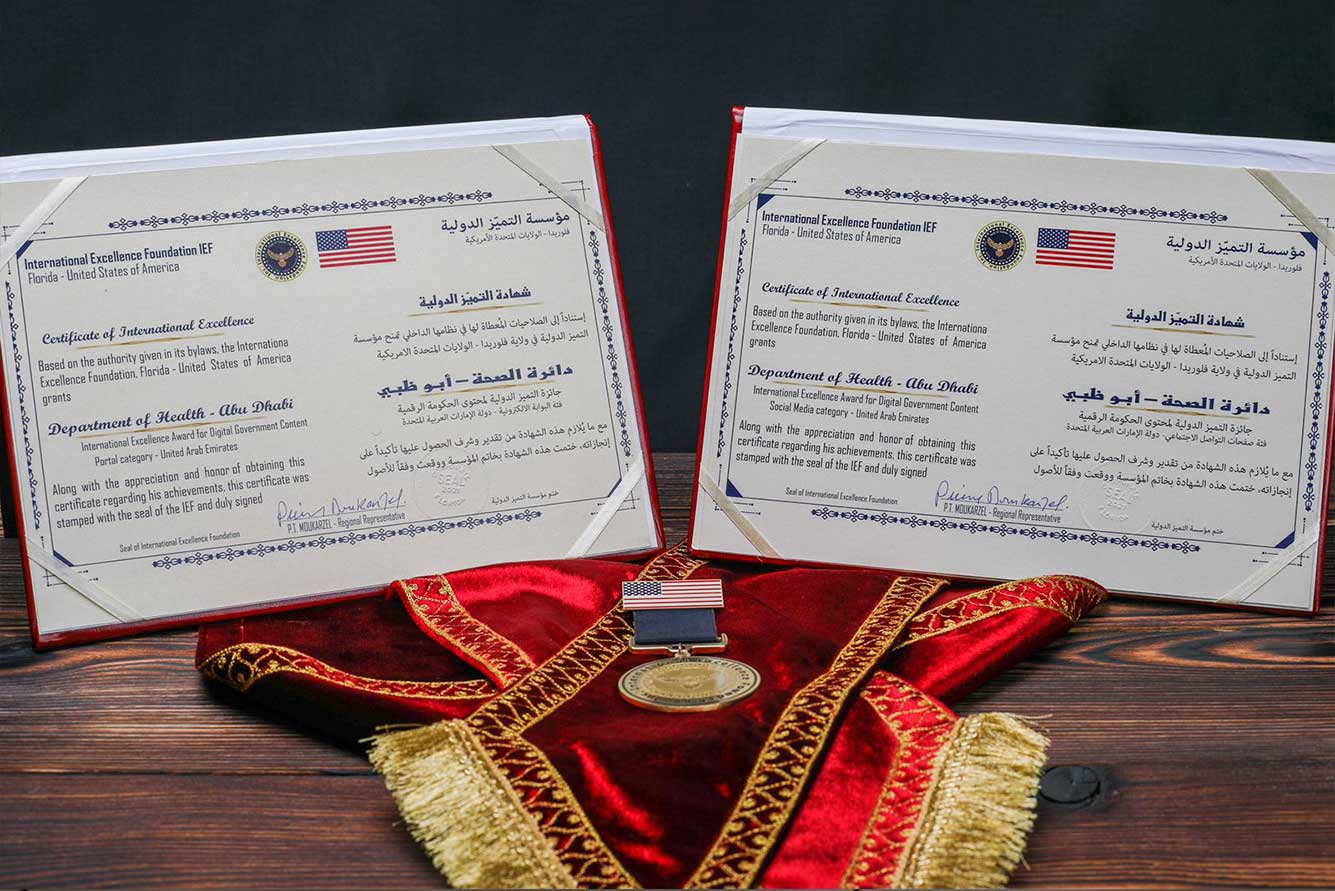 International Excellence Foundation IEF
Florida - United States of America
مؤسسة التميّز الدولية
فلوريدا - الولايات المتحدة الأمريكية
Certificate of International Excellence
Based on the authority given in its bylaws, the Internationa
Excellence Foundation, Florida - United States of America
grants
Department of Health - Abu Dhabi
International Excellence Award for Digital Government Content
Portal category - United Arab Emirates
Along with the appreciation and honor of obtaining this
certificate regarding his achievements, this certificate was
stamped with the seal of the IEF and duly signed
شهادة التميّز الدولية
إستناداً إلى الصلاحيات المُعطاة لها في نظامها الداخلي تمنح مؤسسة
التميز الدولية في ولاية فلوريدا - الولايات المتحدة الامريكية
دائرة الصحة – أبو ظبي
جائزة التميز الدولية لمحتوى الحكومة الرقمية
فئة البوابة الالكترونية - دولة الإمارات العربية المتحدة
مع ما يُلازم هذه الشهادة من تقدير وشرف الحصول عليها تأكيداً على
إنجازاته، ختمت هذه الشهادة بخاتم المؤسسة ووقعت وفقاً للأصول
P.T. MOUKARZEL - Regional Representative
Seal of International Excellence Foundation
ختم مؤسسة التميز الدولية
SEAL
2021
International Excellence Foundation IEF
Florida - United States of America
مؤسسة التميّز الدولية
فلوريدا - الولايات المتحدة الأمريكية
Certificate of International Excellence
Based on the authority given in its bylaws, the Internationa
Excellence Foundation, Florida - United States of America
grants
Department of Health - Abu Dhabi
International Excellence Award for Digital Government Content
Social Media category - United Arab Emirates
Along with the appreciation and honor of obtaining this
certificate regarding his achievements, this certificate was
stamped with the seal of the IEF and duly signed
شهادة التميّز الدولية
إستناداً إلى الصلاحيات المُعطاة لها في نظامها الداخلي تمنح مؤسسة
التميز الدولية في ولاية فلوريدا - الولايات المتحدة الامريكية
دائرة الصحة – أبو ظبي
جائزة التميز الدولية لمحتوى الحكومة الرقمية
فئة صفحات التواصل الاجتماعي - دولة الإمارات العربية المتحدة
مع ما يُلازم هذه الشهادة من تقدير وشرف الحصول عليها تأكيداً على
إنجازاته، ختمت هذه الشهادة بخاتم المؤسسة ووقعت وفقاً للأصول
P.T. MOUKARZEL - Regional Representative
Seal of International Excellence Foundation
ختم مؤسسة التميز الدولية
SEAL